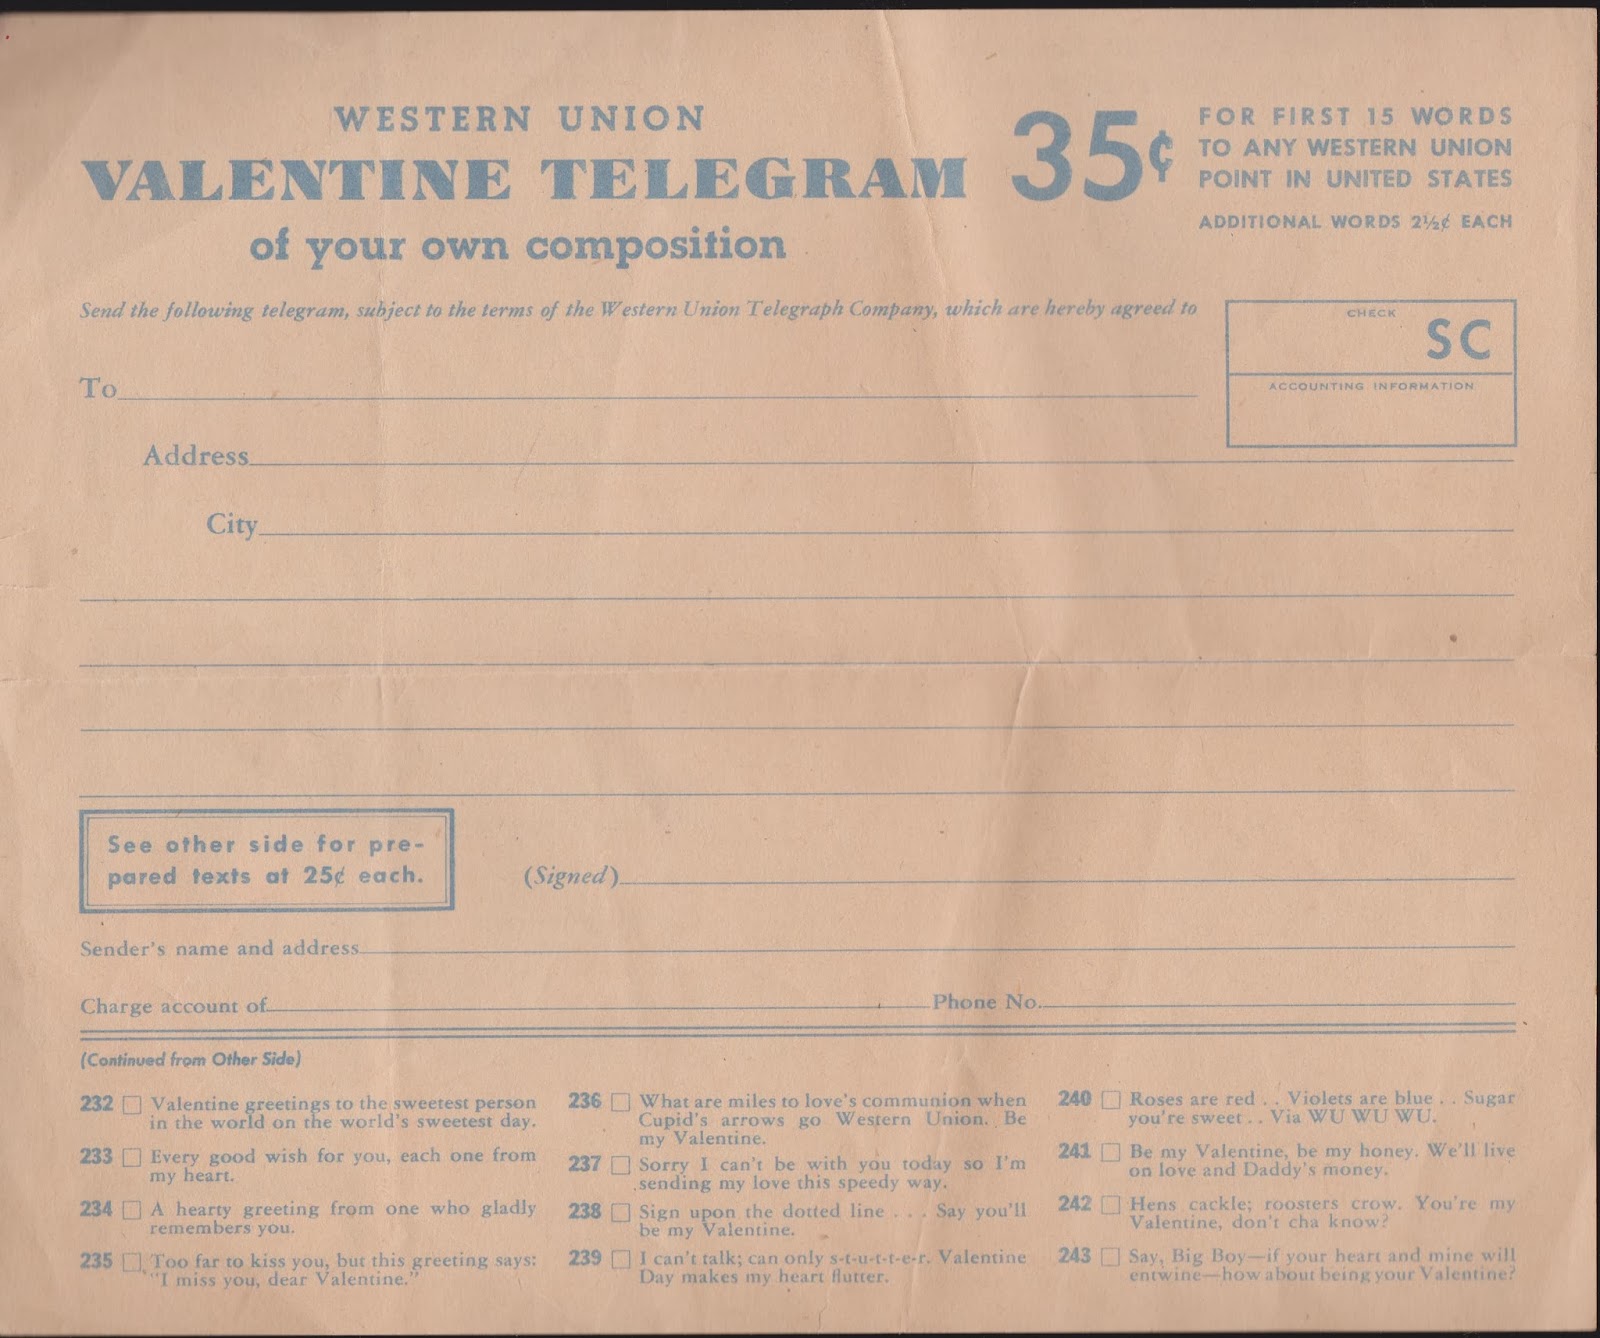 WESTERN UNION
VALENTINE TELEGRAM
of your own composition
35¢
FOR FIRST 15 WORDS
TO ANY WESTERN UNION
POINT IN UNITED STATES
ADDITIONAL WORDS 2½¢ EACH
Send the following telegram, subject to the terms of the Western Union Telegraph Company, which are hereby agreed to
CHECK
SC
ACCOUNTING INFORMATION
To
Address
City
See other side for pre-
pared texts at 25¢ each.
(Signed)
Sender's name and address
Charge account of
Phone No.
(Continued from Other Side)
232 Valentine greetings to the sweetest person
in the world on the world's sweetest day.
233 Every good wish for you, each one from
my heart.
234 A hearty greeting from one who gladly
remembers you.
235 Too far to kiss you, but this greeting says:
"I miss you, dear Valentine."
236 What are miles to love's communion when
Cupid's arrows go Western Union. Be
my Valentine.
237 Sorry I can't be with you today so I'm
sending my love this speedy way.
238 Sign upon the dotted line . . . Say you'll
be my Valentine.
239 I can't talk; can only s-t-u-t-t-e-r. Valentine
Day makes my heart flutter.
240 Roses are red . . Violets are blue . . Sugar
you're sweet . . Via WU WU WU.
241 Be my Valentine, be my honey. We'll live
on love and Daddy's money.
242 Hens cackle; roosters crow. You're my
Valentine, don't cha know?
243 Say, Big Boy—if your heart and mine will
entwine—how about being your Valentine?